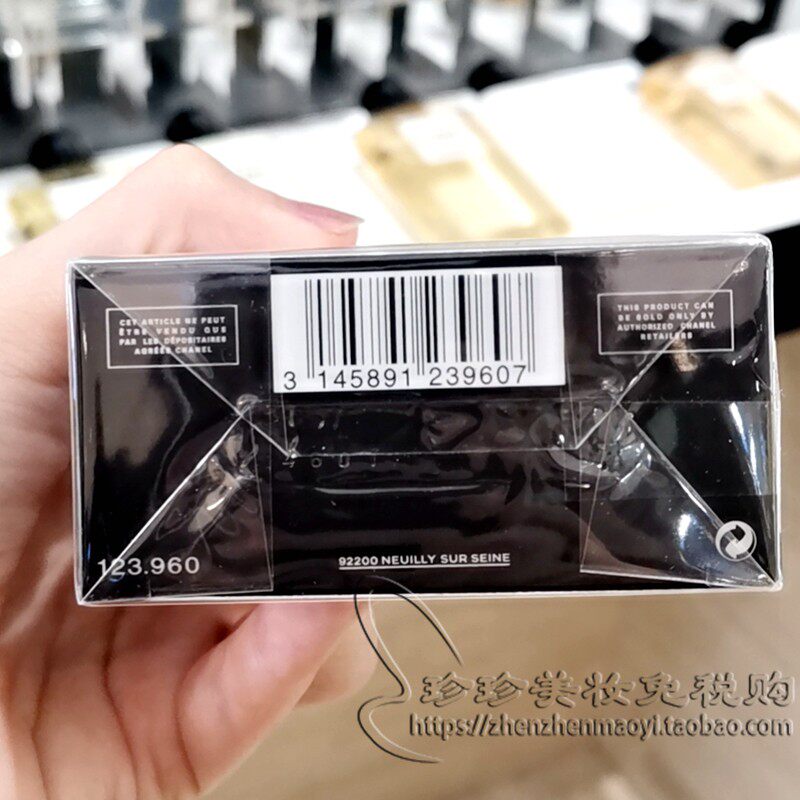 CET ARTICLE NE PEUT
ÊTRE VENDU QUE
PAR LES DÉPOSITAIRES
AGRÉÉS CHANEL
THIS PRODUCT CAN
BE SOLD ONLY BY
AUTHORIZED CHANEL
RETAILERS
3 145891 239607
123.960
92200 NEUILLY SUR SEINE
珍珍美妆免税购
https://zhenzhenmaoyi.taobao.com